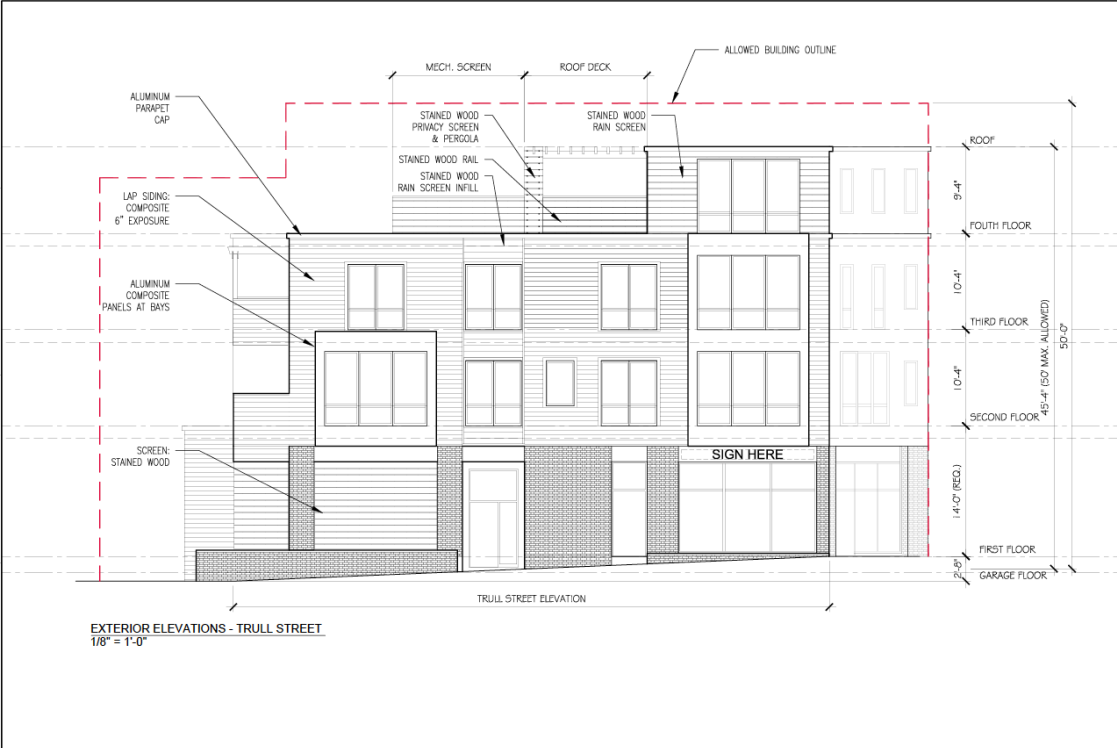 ALLOWED BUILDING OUTLINE
MECH. SCREEN
ROOF DECK
ALUMINUM
PARAPET
CAP
STAINED WOOD
PRIVACY SCREEN
& PERGOLA
STAINED WOOD
RAIN SCREEN
STAINED WOOD RAIL
STAINED WOOD
RAIN SCREEN INFILL
LAP SIDING:
COMPOSITE
6" EXPOSURE
ALUMINUM
COMPOSITE
PANELS AT BAYS
SCREEN:
STAINED WOOD
SIGN HERE
ROOF
9'-4"
FOUTH FLOOR
10'-4"
THIRD FLOOR
10'-4"
SECOND FLOOR
14'-0" (REQ.)
FIRST FLOOR
2'-8"
GARAGE FLOOR
45'-4" (50' MAX. ALLOWED)
50'-0"
TRULL STREET ELEVATION
EXTERIOR ELEVATIONS - TRULL STREET
1/8" = 1'-0"